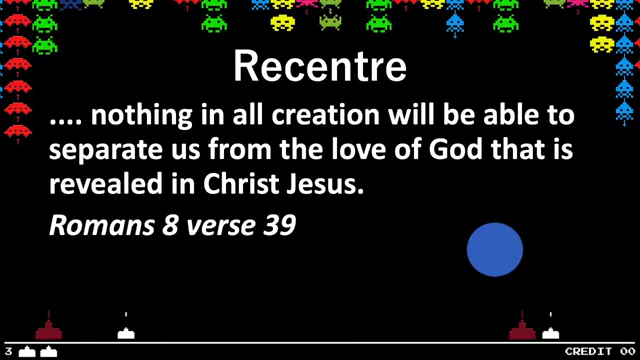 Recentre
.... nothing in all creation will be able to
separate us from the love of God that is
revealed in Christ Jesus.
Romans 8 verse 39
3
CREDIT 00